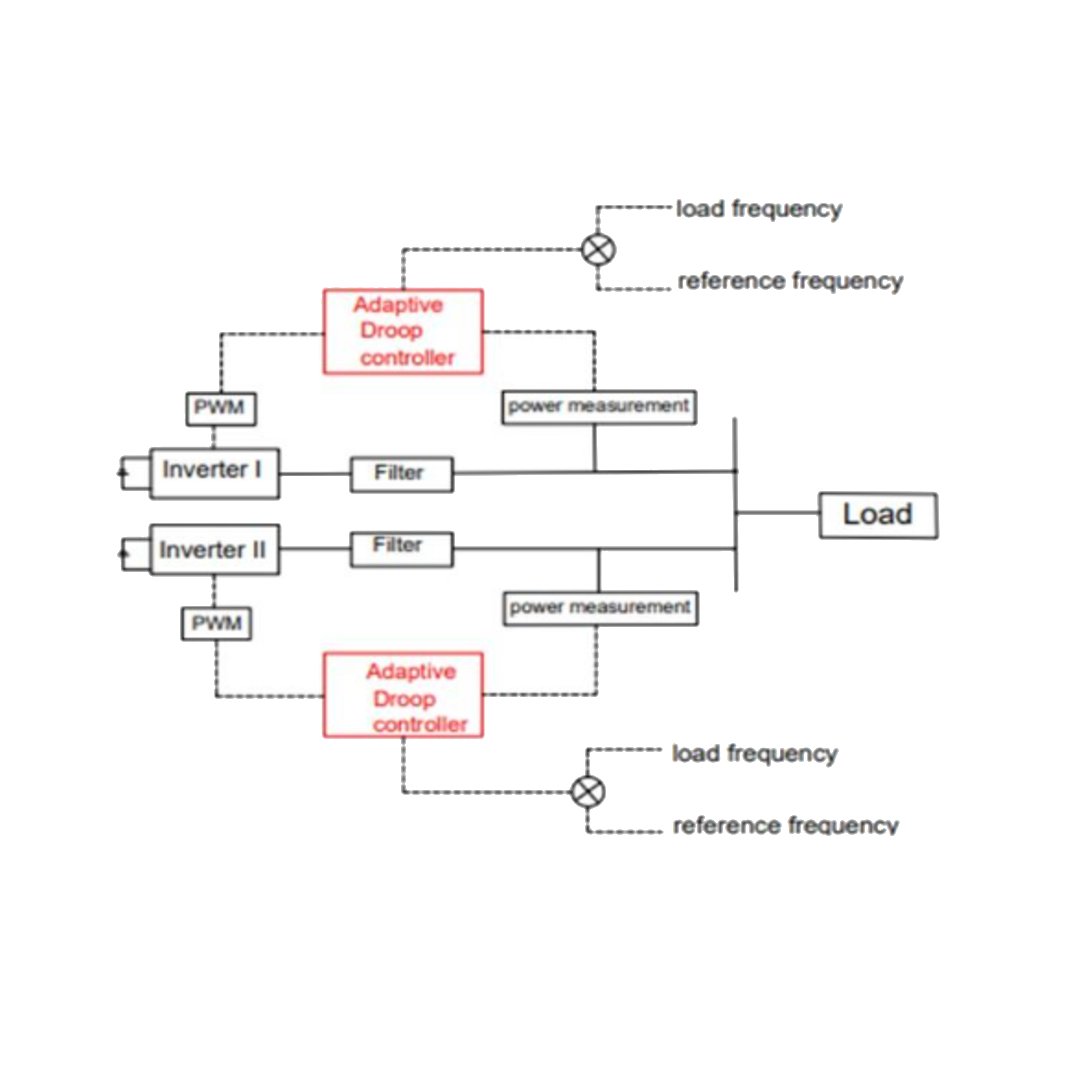 load frequency
reference frequency
Adaptive
Droop
controller
PWM
power measurement
Inverter I
Filter
Load
Inverter II
Filter
power measurement
PWM
Adaptive
Droop
controller
load frequency
reference frequency